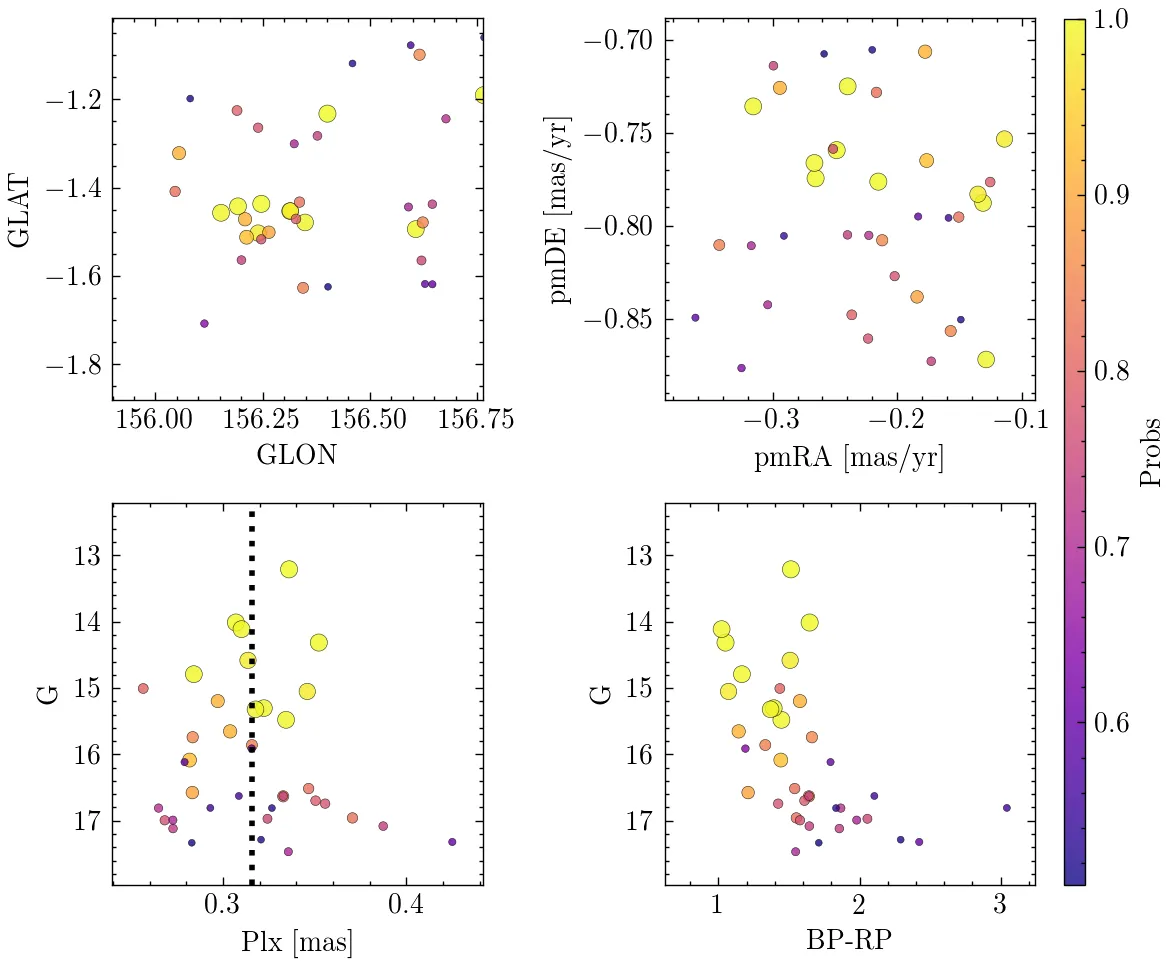 −1.2
−1.4
−1.6
−1.8
GLAT
156.00 156.25 156.50 156.75
GLON
−0.70
−0.75
−0.80
−0.85
pmDE [mas/yr]
−0.3 −0.2 −0.1
pmRA [mas/yr]
1.0
0.9
0.8
0.7
0.6
Probs
13
14
15
16
17
G
0.3 0.4
Plx [mas]
13
14
15
16
17
G
1 2 3
BP-RP